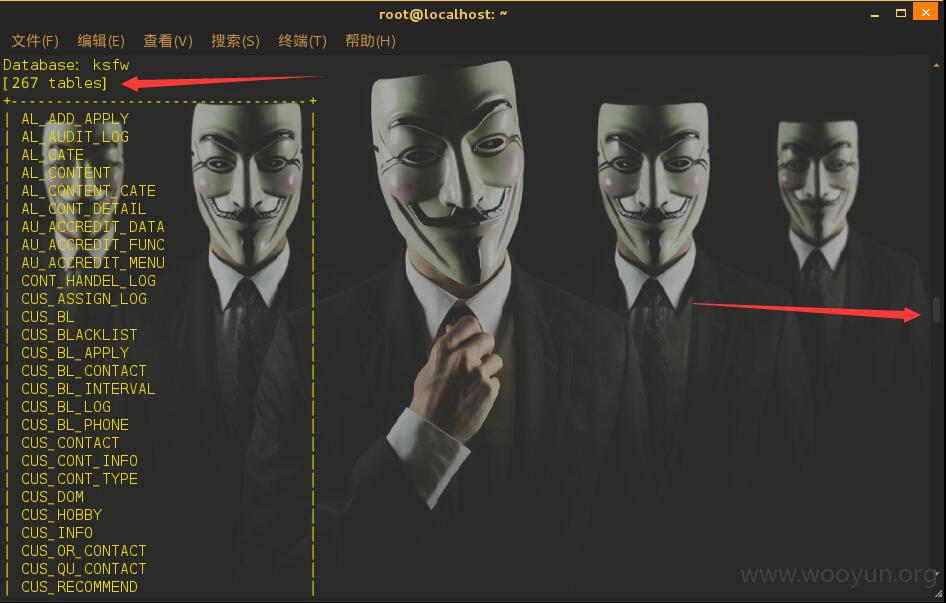 root@localhost: ~
文件(F) 编辑(E) 查看(V) 搜索(S) 终端(T) 帮助(H)
Database: ksfw
[267 tables]
+---------------------------------+
| AL_ADD_APPLY |
| AL_AUDIT_LOG |
| AL_CATE |
| AL_CONTENT |
| AL_CONTENT_CATE |
| AL_CONT_DETAIL |
| AU_ACCREDIT_DATA |
| AU_ACCREDIT_FUNC |
| AU_ACCREDIT_MENU |
| CONT_HANDEL_LOG |
| CUS_ASSIGN_LOG |
| CUS_BL |
| CUS_BLACKLIST |
| CUS_BL_APPLY |
| CUS_BL_CONTACT |
| CUS_BL_INTERVAL |
| CUS_BL_LOG |
| CUS_BL_PHONE |
| CUS_CONTACT |
| CUS_CONT_INFO |
| CUS_CONT_TYPE |
| CUS_DOM |
| CUS_HOBBY |
| CUS_INFO |
| CUS_OR_CONTACT |
| CUS_QU_CONTACT |
| CUS_RECOMMEND |
www.wooyun.org